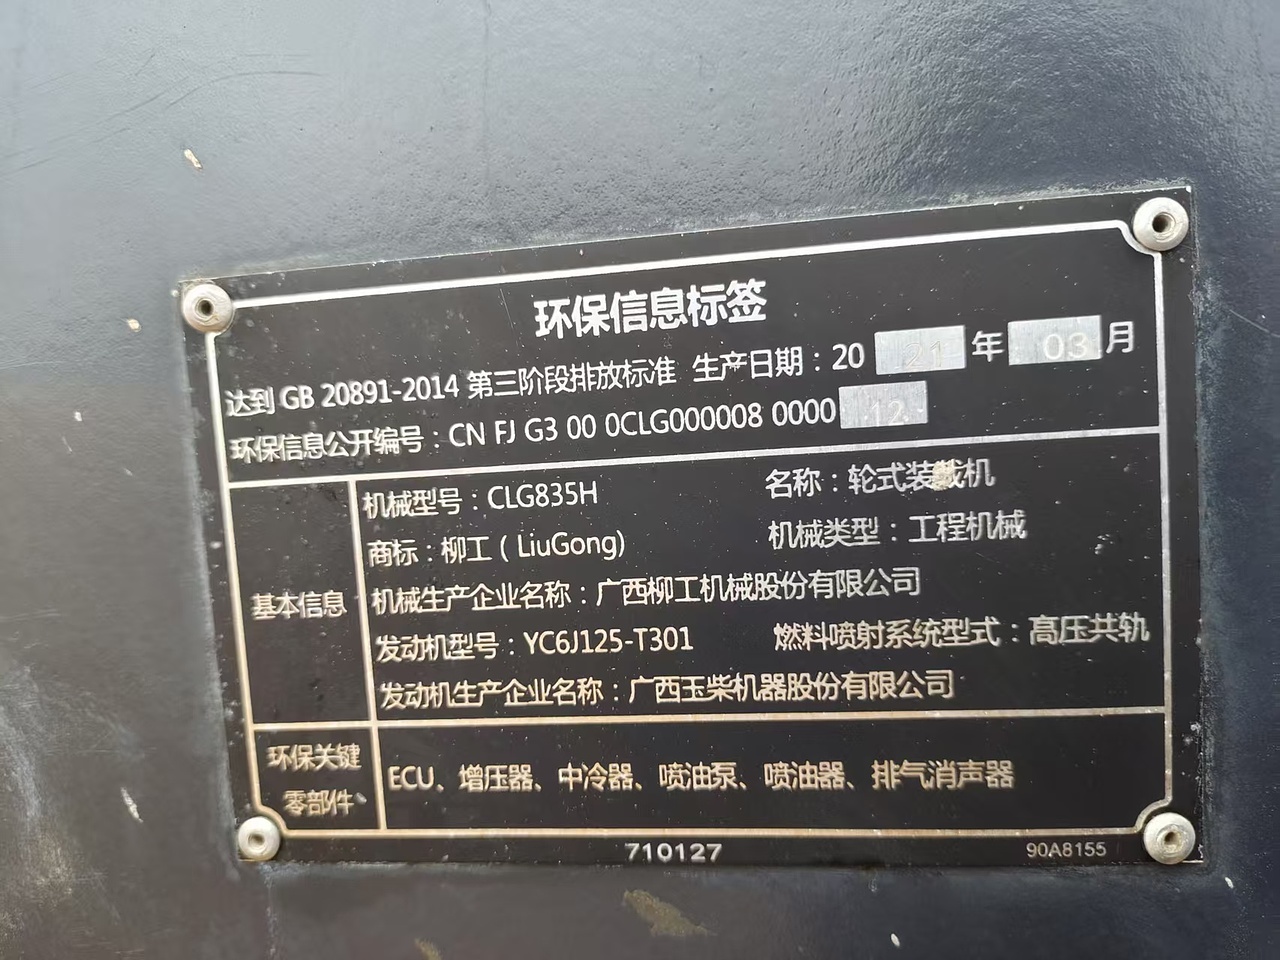 环保信息标签
达到 GB 20891-2014 第三阶段排放标准 生产日期：20 21 年 03 月
环保信息公开编号：CN FJ G3 00 0CLG000008 0000 12
基本信息
机械型号：CLG835H 名称：轮式装载机
商标：柳工 ( LiuGong) 机械类型：工程机械
机械生产企业名称：广西柳工机械股份有限公司
发动机型号：YC6J125-T301 燃料喷射系统型式：高压共轨
发动机生产企业名称：广西玉柴机器股份有限公司
环保关键
零部件
ECU、增压器、中冷器、喷油泵、喷油器、排气消声器
710127
90A8155